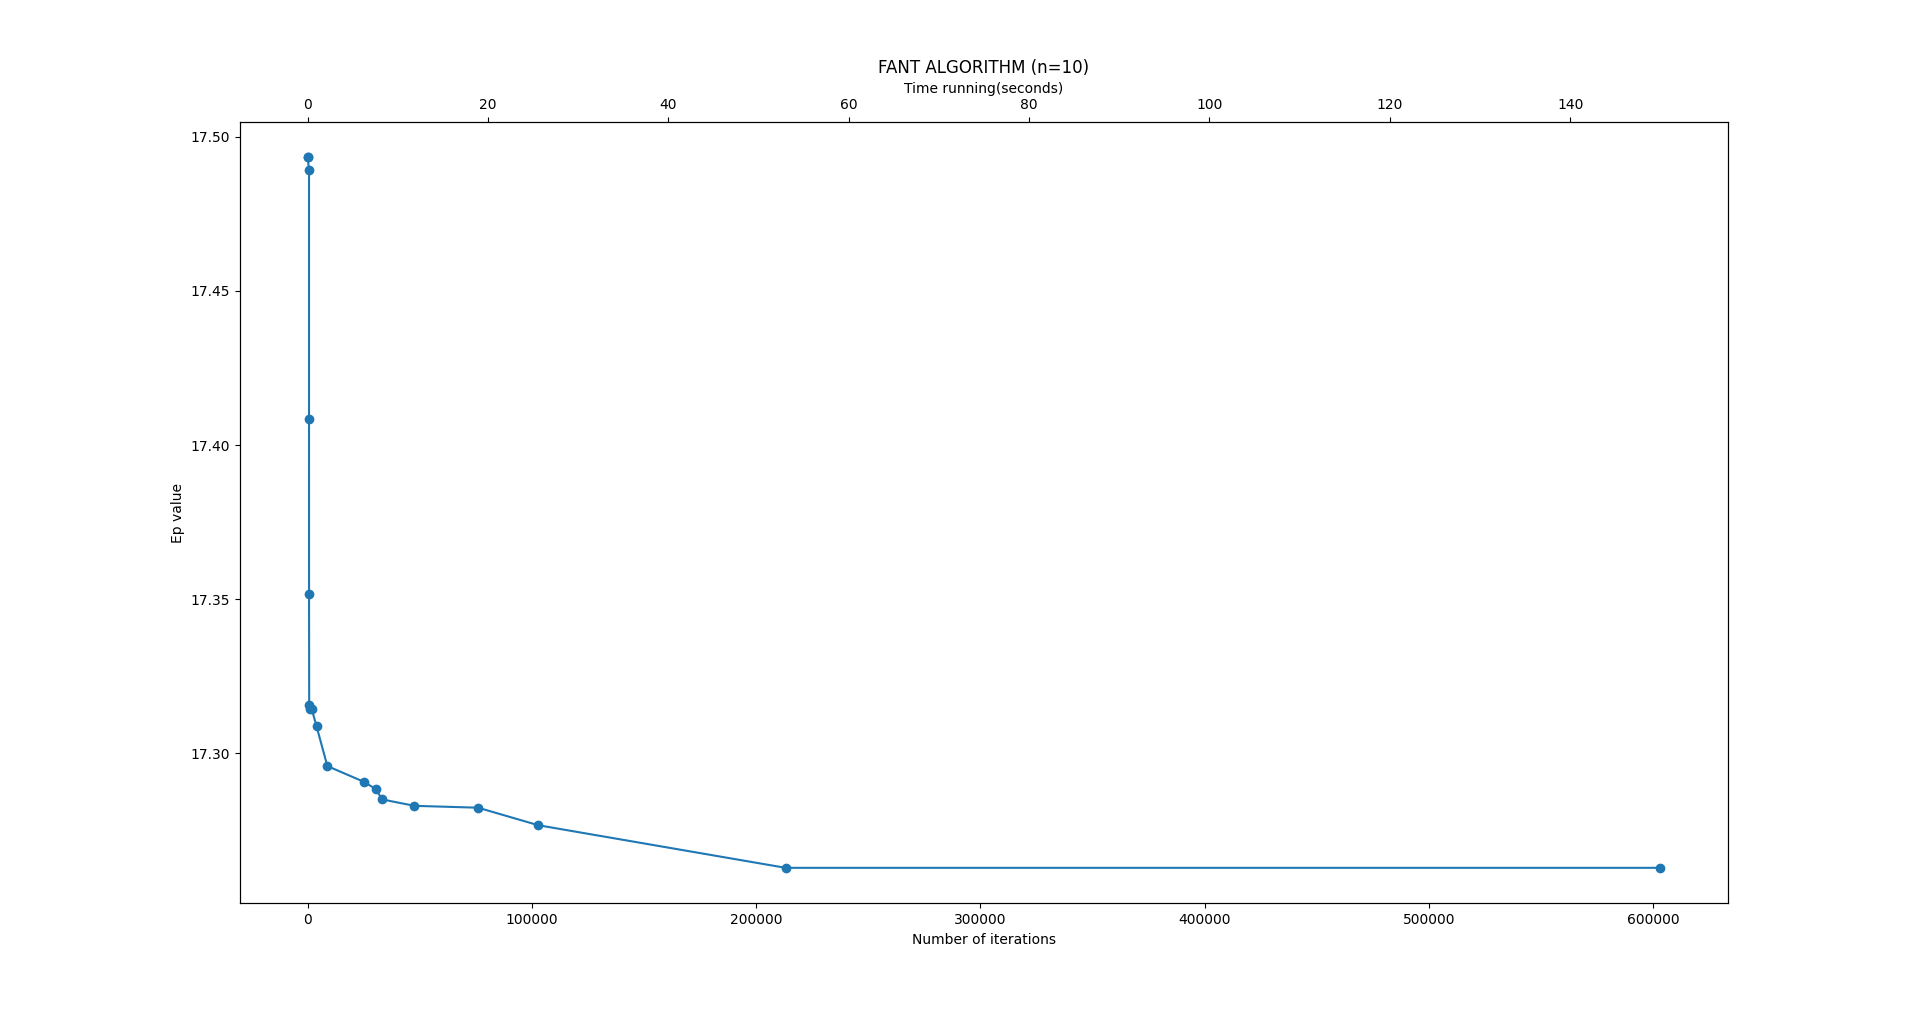 FANT ALGORITHM (n=10)
Time running(seconds)
0 20 40 60 80 100 120 140
17.50
17.45
17.40
17.35
17.30
Ep value
0 100000 200000 300000 400000 500000 600000
Number of iterations